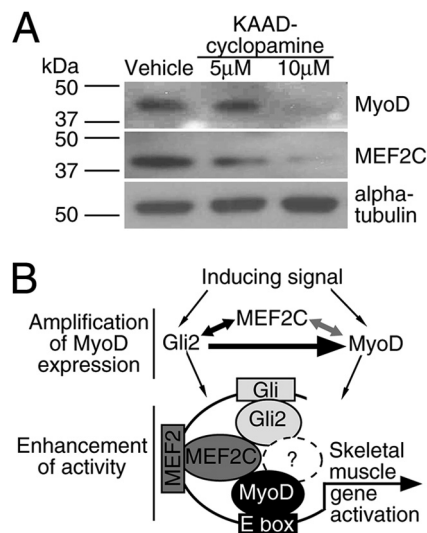 A
KAAD-
cyclopamine
kDa
Vehicle 5µM 10µM
50
37
MyoD
50
37
MEF2C
50
alpha-
tubulin
B
Inducing signal
Amplification
of MyoD
expression
Gli2
MEF2C
MyoD
Enhancement
of activity
Gli
Gli2
MEF2
MEF2C
?
MyoD
E box
Skeletal
muscle
gene
activation